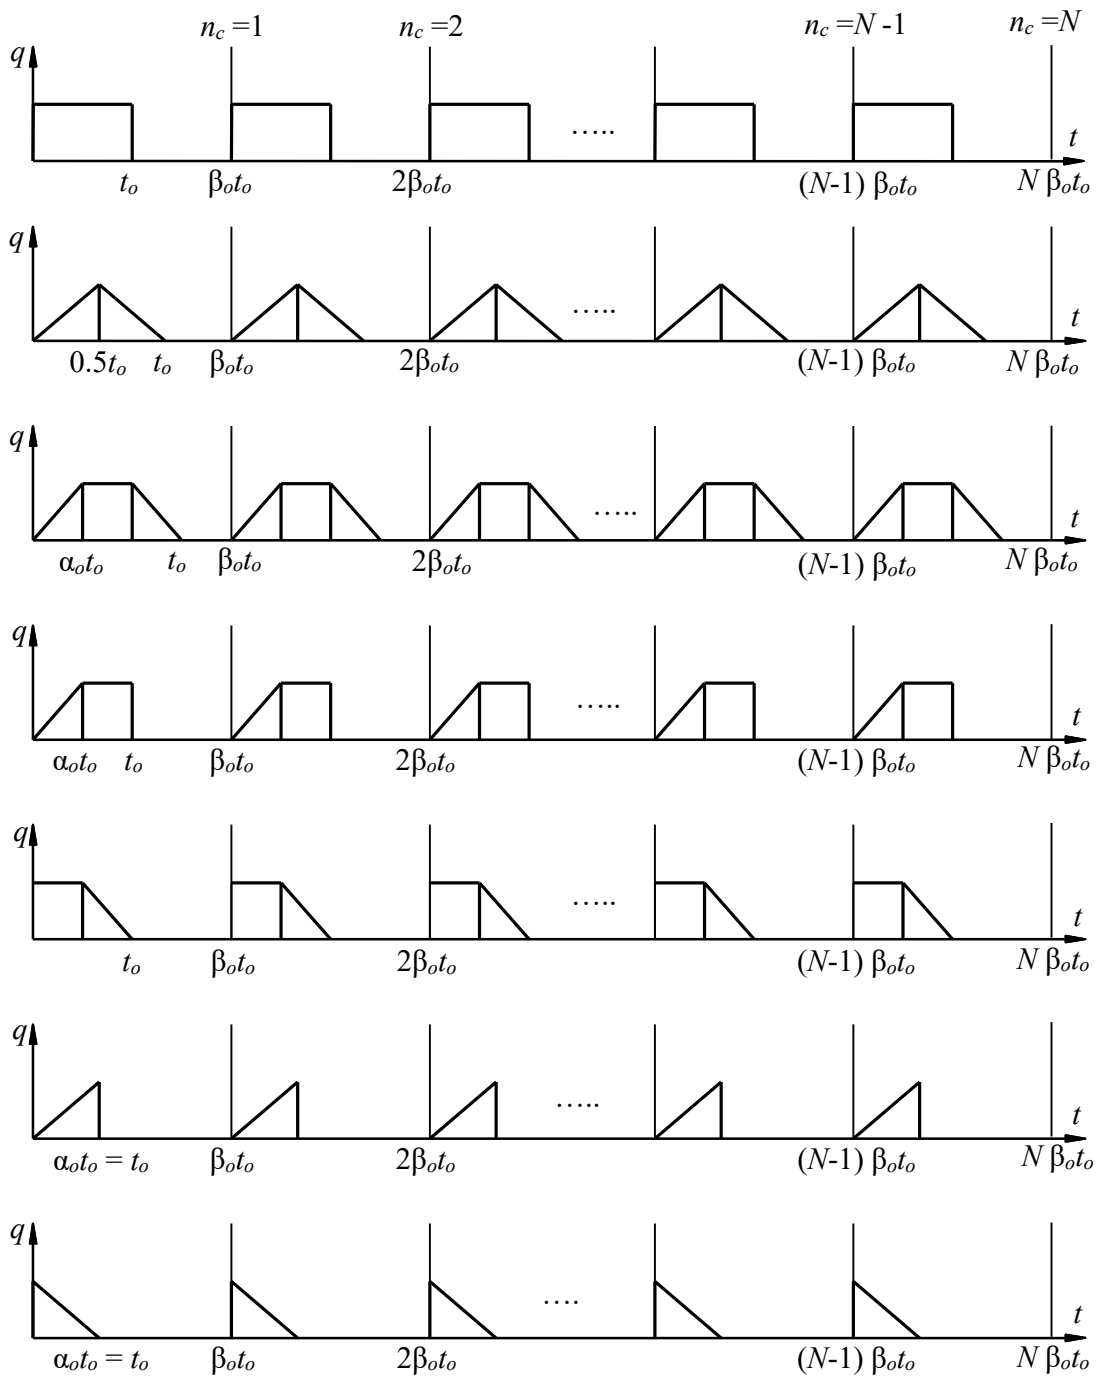 n_c =1 n_c =2 n_c =N -1 n_c =N
q
.....
t
t_o β_ot_o 2β_ot_o (N-1) β_ot_o N β_ot_o
q
.....
t
0.5t_o t_o β_ot_o 2β_ot_o (N-1) β_ot_o N β_ot_o
q
.....
t
α_ot_o t_o β_ot_o 2β_ot_o (N-1) β_ot_o N β_ot_o
q
.....
t
α_ot_o t_o β_ot_o 2β_ot_o (N-1) β_ot_o N β_ot_o
q
.....
t
t_o β_ot_o 2β_ot_o (N-1) β_ot_o N β_ot_o
q
.....
t
α_ot_o = t_o β_ot_o 2β_ot_o (N-1) β_ot_o N β_ot_o
q
....
t
α_ot_o = t_o β_ot_o 2β_ot_o (N-1) β_ot_o N β_ot_o